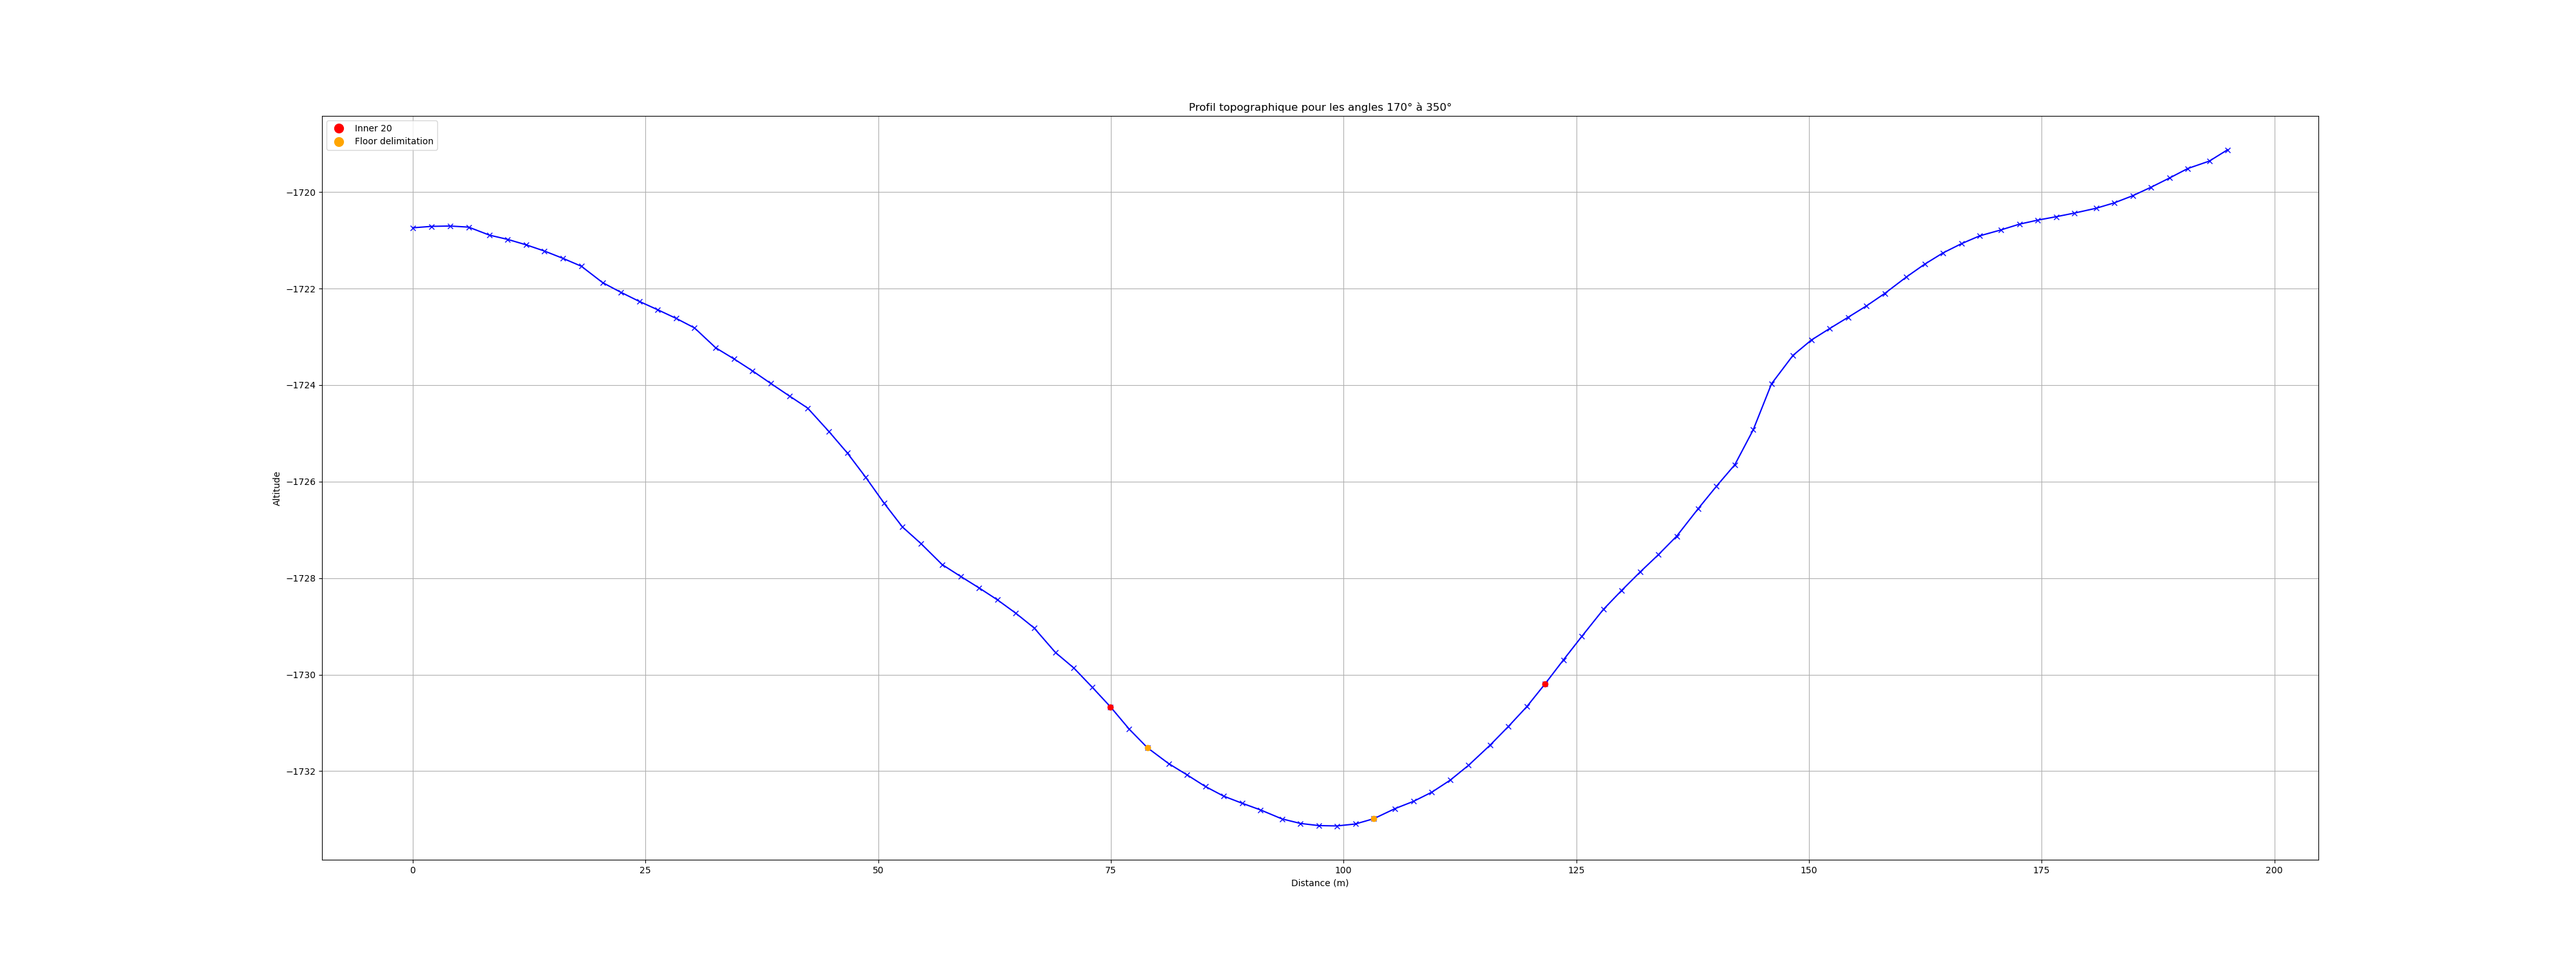 Profil topographique pour les angles 170° à 350°
Inner 20
Floor delimitation
Altitude
−1720
−1722
−1724
−1726
−1728
−1730
−1732
0 25 50 75 100 125 150 175 200
Distance (m)